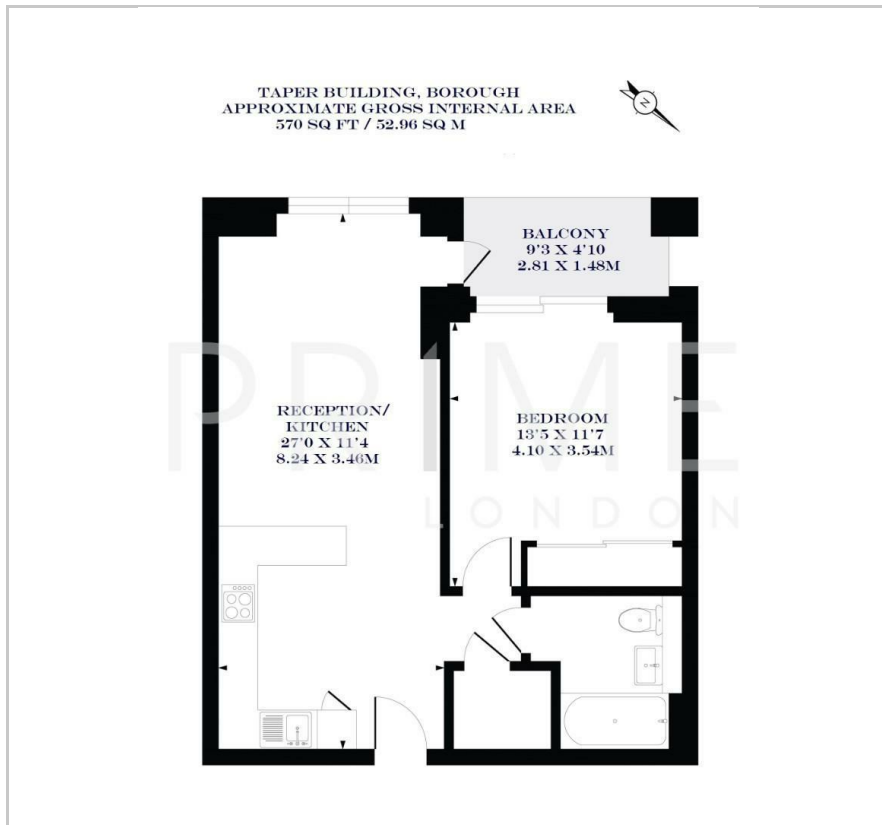 TAPER BUILDING, BOROUGH
APPROXIMATE GROSS INTERNAL AREA
570 SQ FT / 52.96 SQ M
N
BALCONY
9'3 X 4'10
2.81 X 1.48M
PRIME
LONDON
RECEPTION/
KITCHEN
27'0 X 11'4
8.24 X 3.46M
BEDROOM
13'5 X 11'7
4.10 X 3.54M